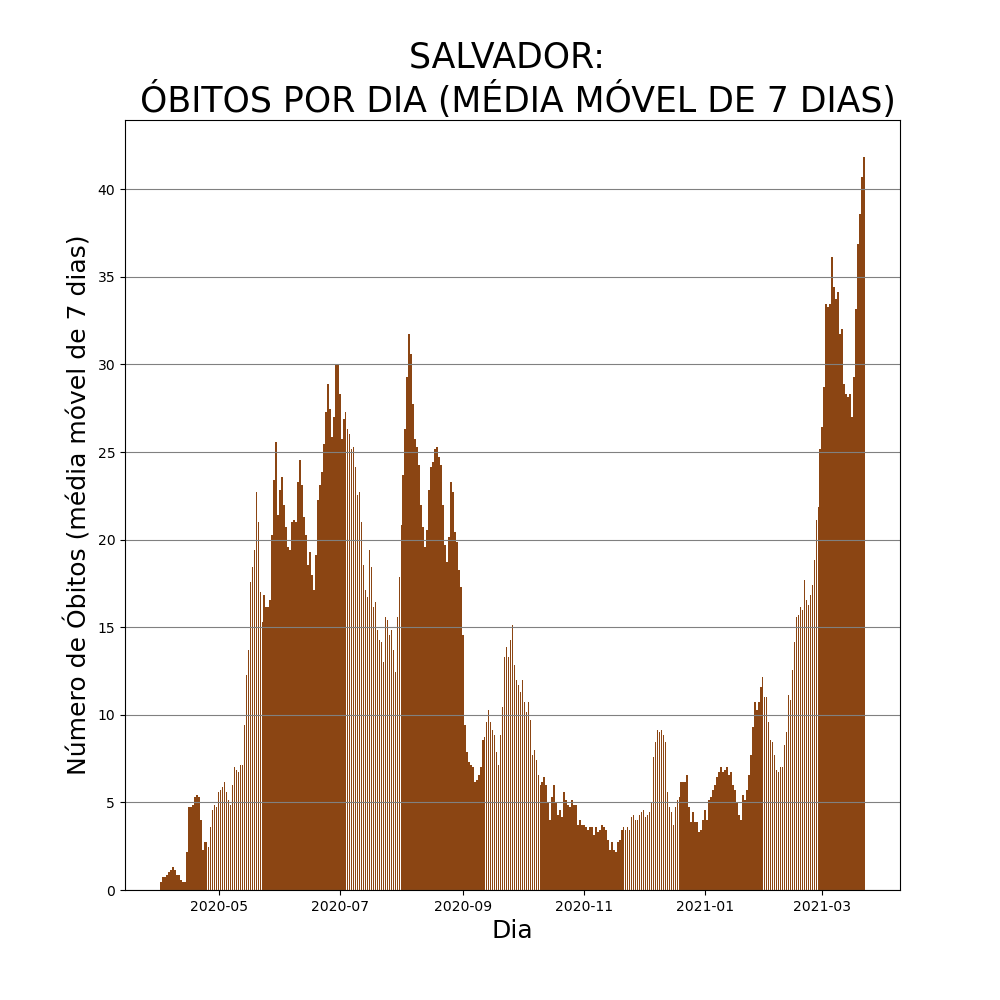 SALVADOR:
ÓBITOS POR DIA (MÉDIA MÓVEL DE 7 DIAS)
Número de Óbitos (média móvel de 7 dias)
40
35
30
25
20
15
10
5
0
2020-05 2020-07 2020-09 2020-11 2021-01 2021-03
Dia